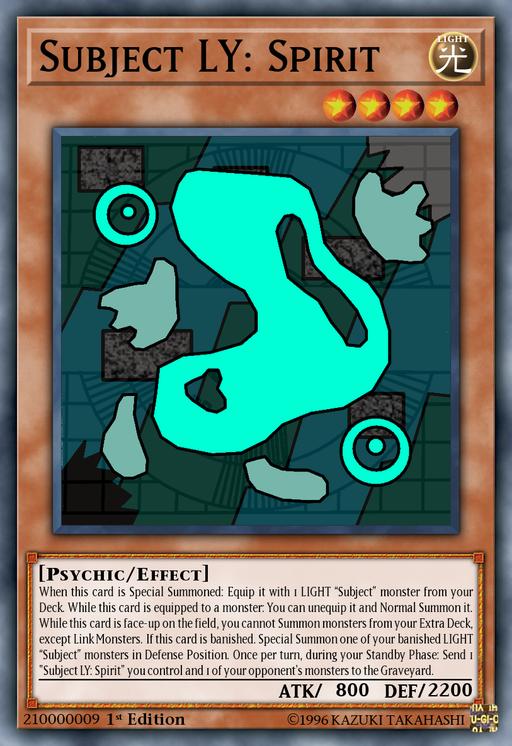 Subject LY: Spirit
LIGHT
光
[Psychic/Effect]
When this card is Special Summoned: Equip it with 1 LIGHT “Subject” monster from your
Deck. While this card is equipped to a monster: You can unequip it and Normal Summon it.
While this card is face-up on the field, you cannot Summon monsters from your Extra Deck,
except Link Monsters. If this card is banished. Special Summon one of your banished LIGHT
“Subject” monsters in Defense Position. Once per turn, during your Standby Phase: Send 1
"Subject LY: Spirit" you control and 1 of your opponent's monsters to the Graveyard.
ATK/ 800 DEF/2200
210000009 1st Edition ©1996 KAZUKI TAKAHASHI